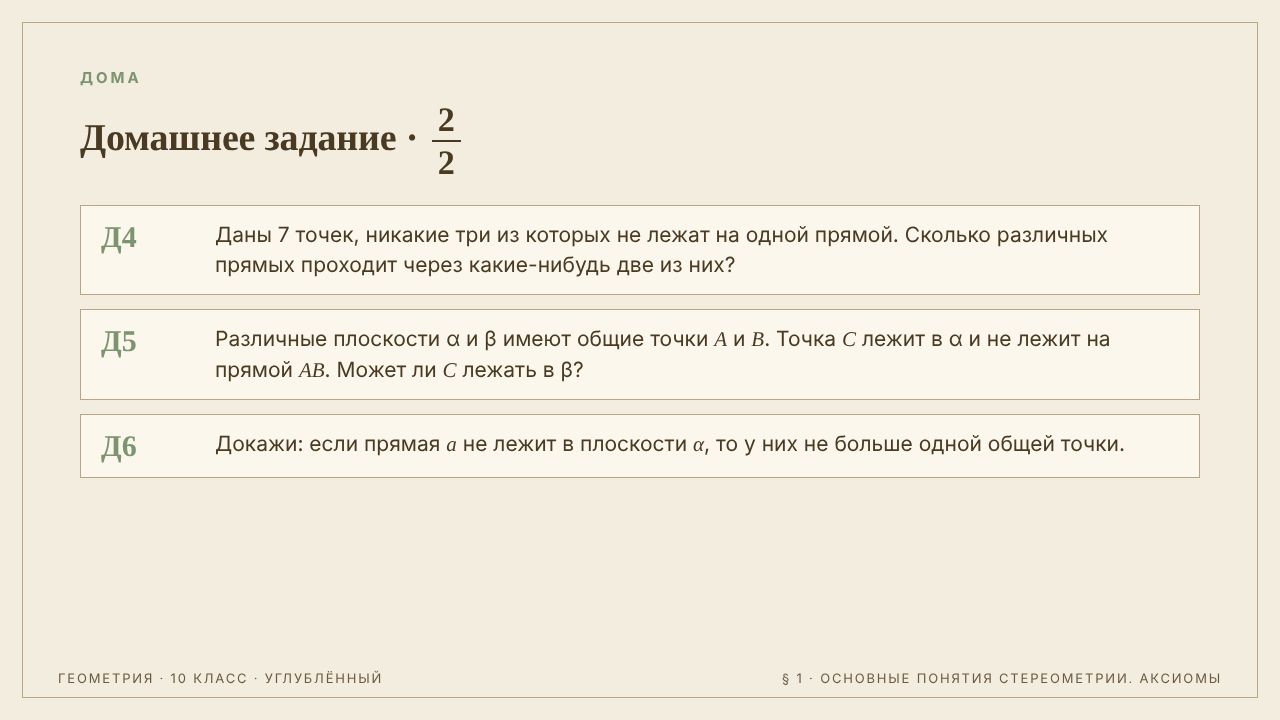 ДОМА
Домашнее задание · 2/2
Д4
Даны 7 точек, никакие три из которых не лежат на одной прямой. Сколько различных
прямых проходит через какие-нибудь две из них?
Д5
Различные плоскости α и β имеют общие точки A и B. Точка C лежит в α и не лежит на
прямой AB. Может ли C лежать в β?
Д6
Докажи: если прямая a не лежит в плоскости α, то у них не больше одной общей точки.
ГЕОМЕТРИЯ · 10 КЛАСС · УГЛУБЛЁННЫЙ
§ 1 · ОСНОВНЫЕ ПОНЯТИЯ СТЕРЕОМЕТРИИ. АКСИОМЫ